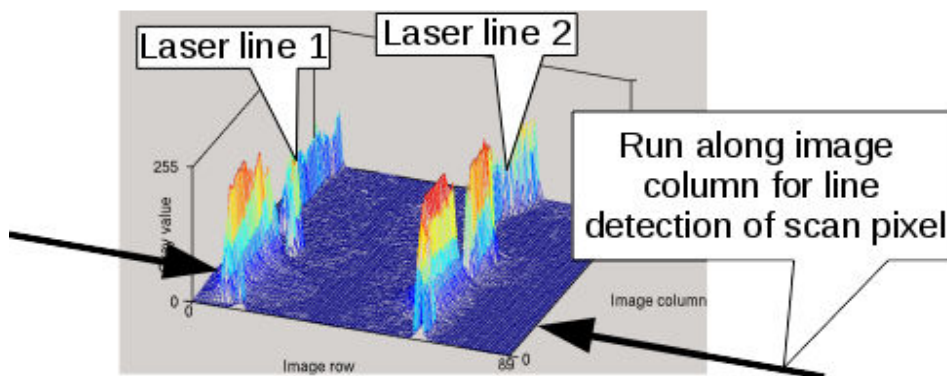 Laser line 1
Laser line 2
Run along image
column for line
detection of scan pixel
255
value
0
0
Image row
89
0
Image column